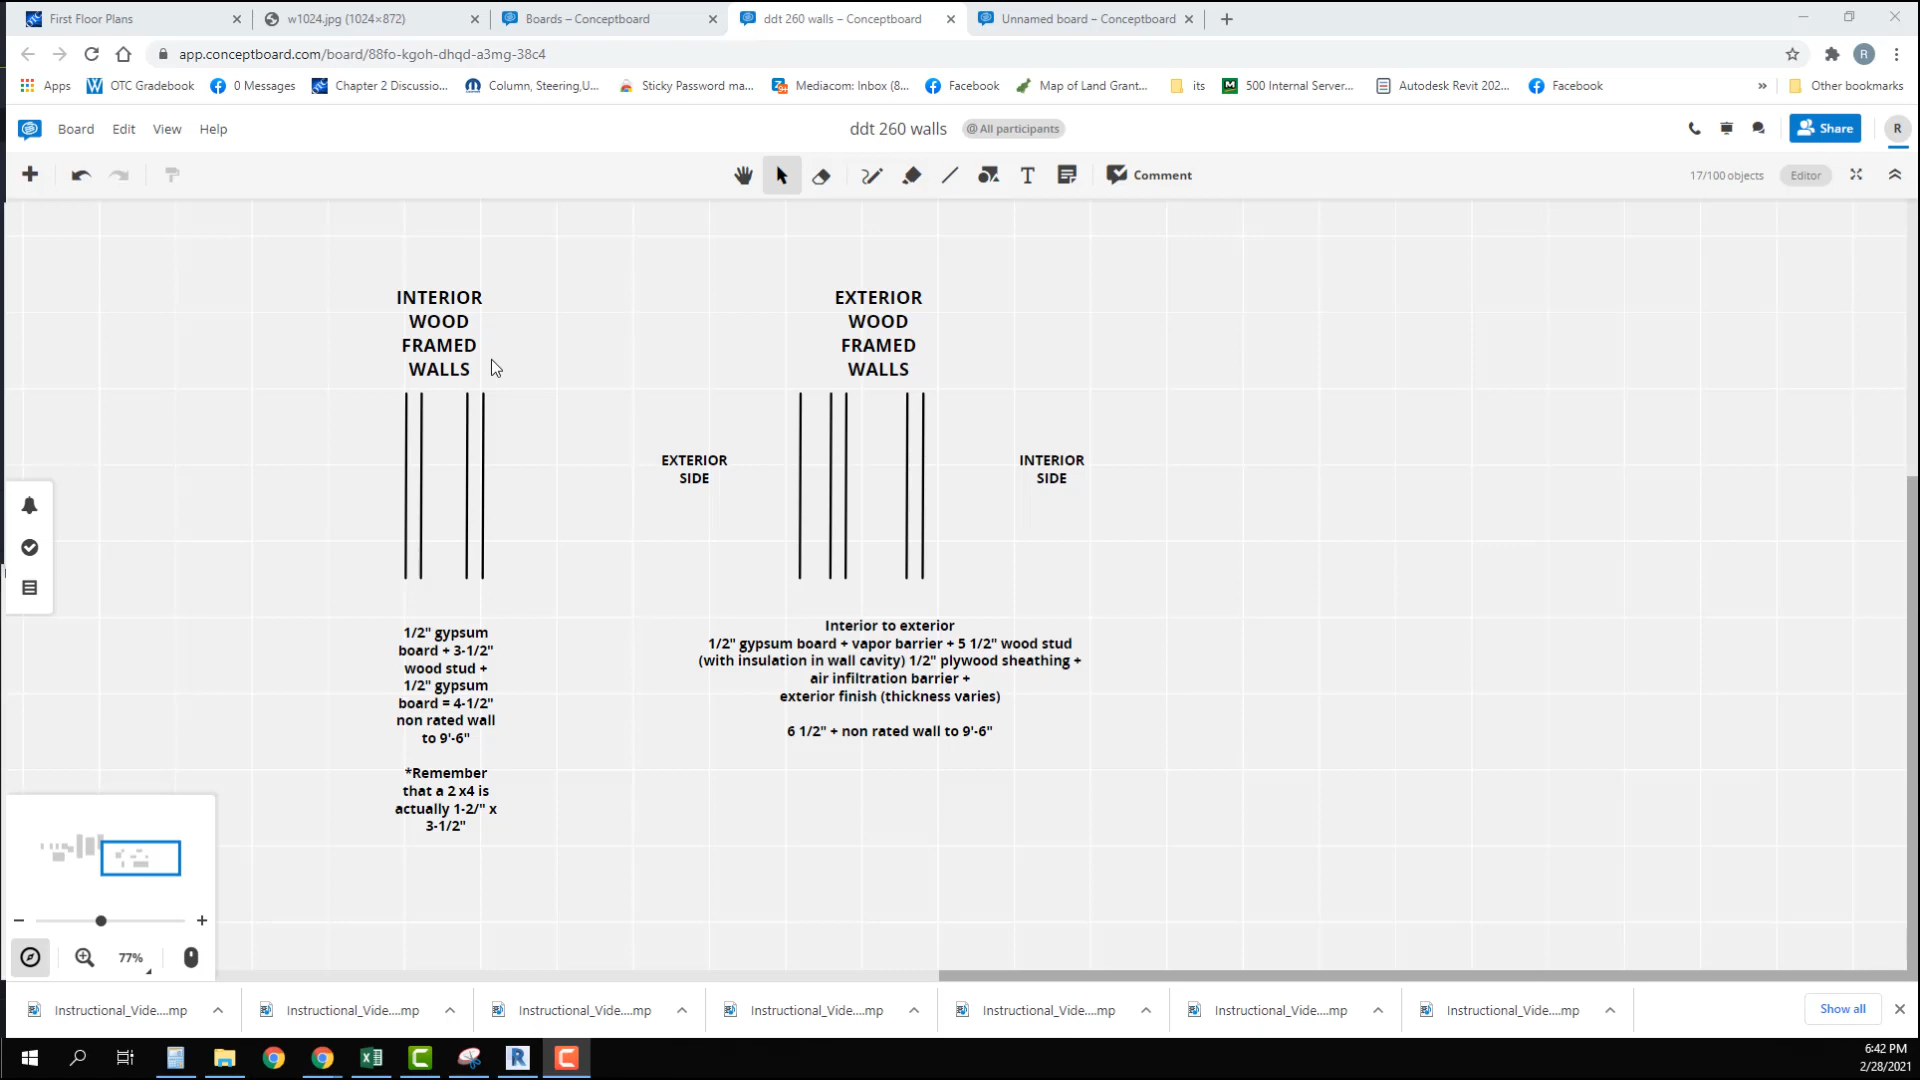 First Floor Plans
w1024.jpg (1024×872)
Boards – Conceptboard
ddt 260 walls – Conceptboard
Unnamed board – Conceptboard
app.conceptboard.com/board/88fo-kgoh-dhqd-a3mg-38c4
R
Apps
OTC Gradebook
0 Messages
Chapter 2 Discussio...
Column, Steering,U...
Sticky Password ma...
Mediacom: Inbox (8...
Facebook
Map of Land Grant...
its
500 Internal Server...
Autodesk Revit 202...
Facebook
»
Other bookmarks
Board
Edit
View
Help
ddt 260 walls
@ All participants
Share
R
T
Comment
17/100 objects
Editor
INTERIOR
WOOD
FRAMED
WALLS
EXTERIOR
WOOD
FRAMED
WALLS
EXTERIOR
SIDE
INTERIOR
SIDE
1/2" gypsum
board + 3-1/2"
wood stud +
1/2" gypsum
board = 4-1/2"
non rated wall
to 9'-6"
*Remember
that a 2 x4 is
actually 1-2/" x
3-1/2"
Interior to exterior
1/2" gypsum board + vapor barrier + 5 1/2" wood stud
(with insulation in wall cavity) 1/2" plywood sheathing +
air infiltration barrier +
exterior finish (thickness varies)
6 1/2" + non rated wall to 9'-6"
77%
Instructional_Vide....mp
Instructional_Vide....mp
Instructional_Vide....mp
Instructional_Vide....mp
Instructional_Vide....mp
Instructional_Vide....mp
Instructional_Vide....mp
Show all
6:42 PM
2/28/2021